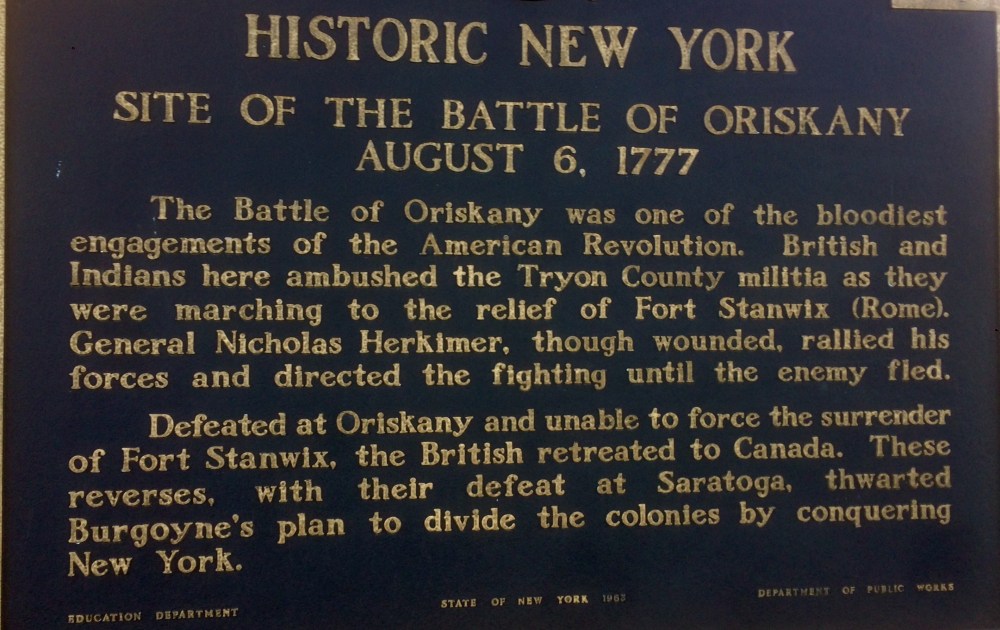 HISTORIC NEW YORK
SITE OF THE BATTLE OF ORISKANY
AUGUST 6, 1777
The Battle of Oriskany was one of the bloodiest
engagements of the American Revolution. British and
Indians here ambushed the Tryon County militia as they
were marching to the relief of Fort Stanwix (Rome).
General Nicholas Herkimer, though wounded, rallied his
forces and directed the fighting until the enemy fled.
Defeated at Oriskany and unable to force the surrender
of Fort Stanwix, the British retreated to Canada. These
reverses, with their defeat at Saratoga, thwarted
Burgoyne's plan to divide the colonies by conquering
New York.
EDUCATION DEPARTMENT STATE OF NEW YORK 1963 DEPARTMENT OF PUBLIC WORKS